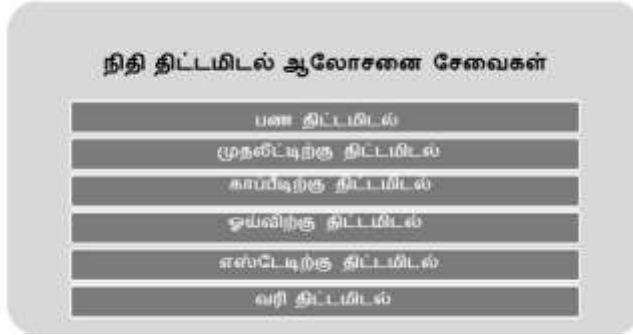 நிதி திட்டமிடல் ஆலோசனை சேவைகள்
பண திட்டமிடல்
முதலீட்டிற்கு திட்டமிடல்
காப்பீடிற்கு திட்டமிடல்
ஓய்விற்கு திட்டமிடல்
எஸ்டேடிற்கு திட்டமிடல்
வரி திட்டமிடல்